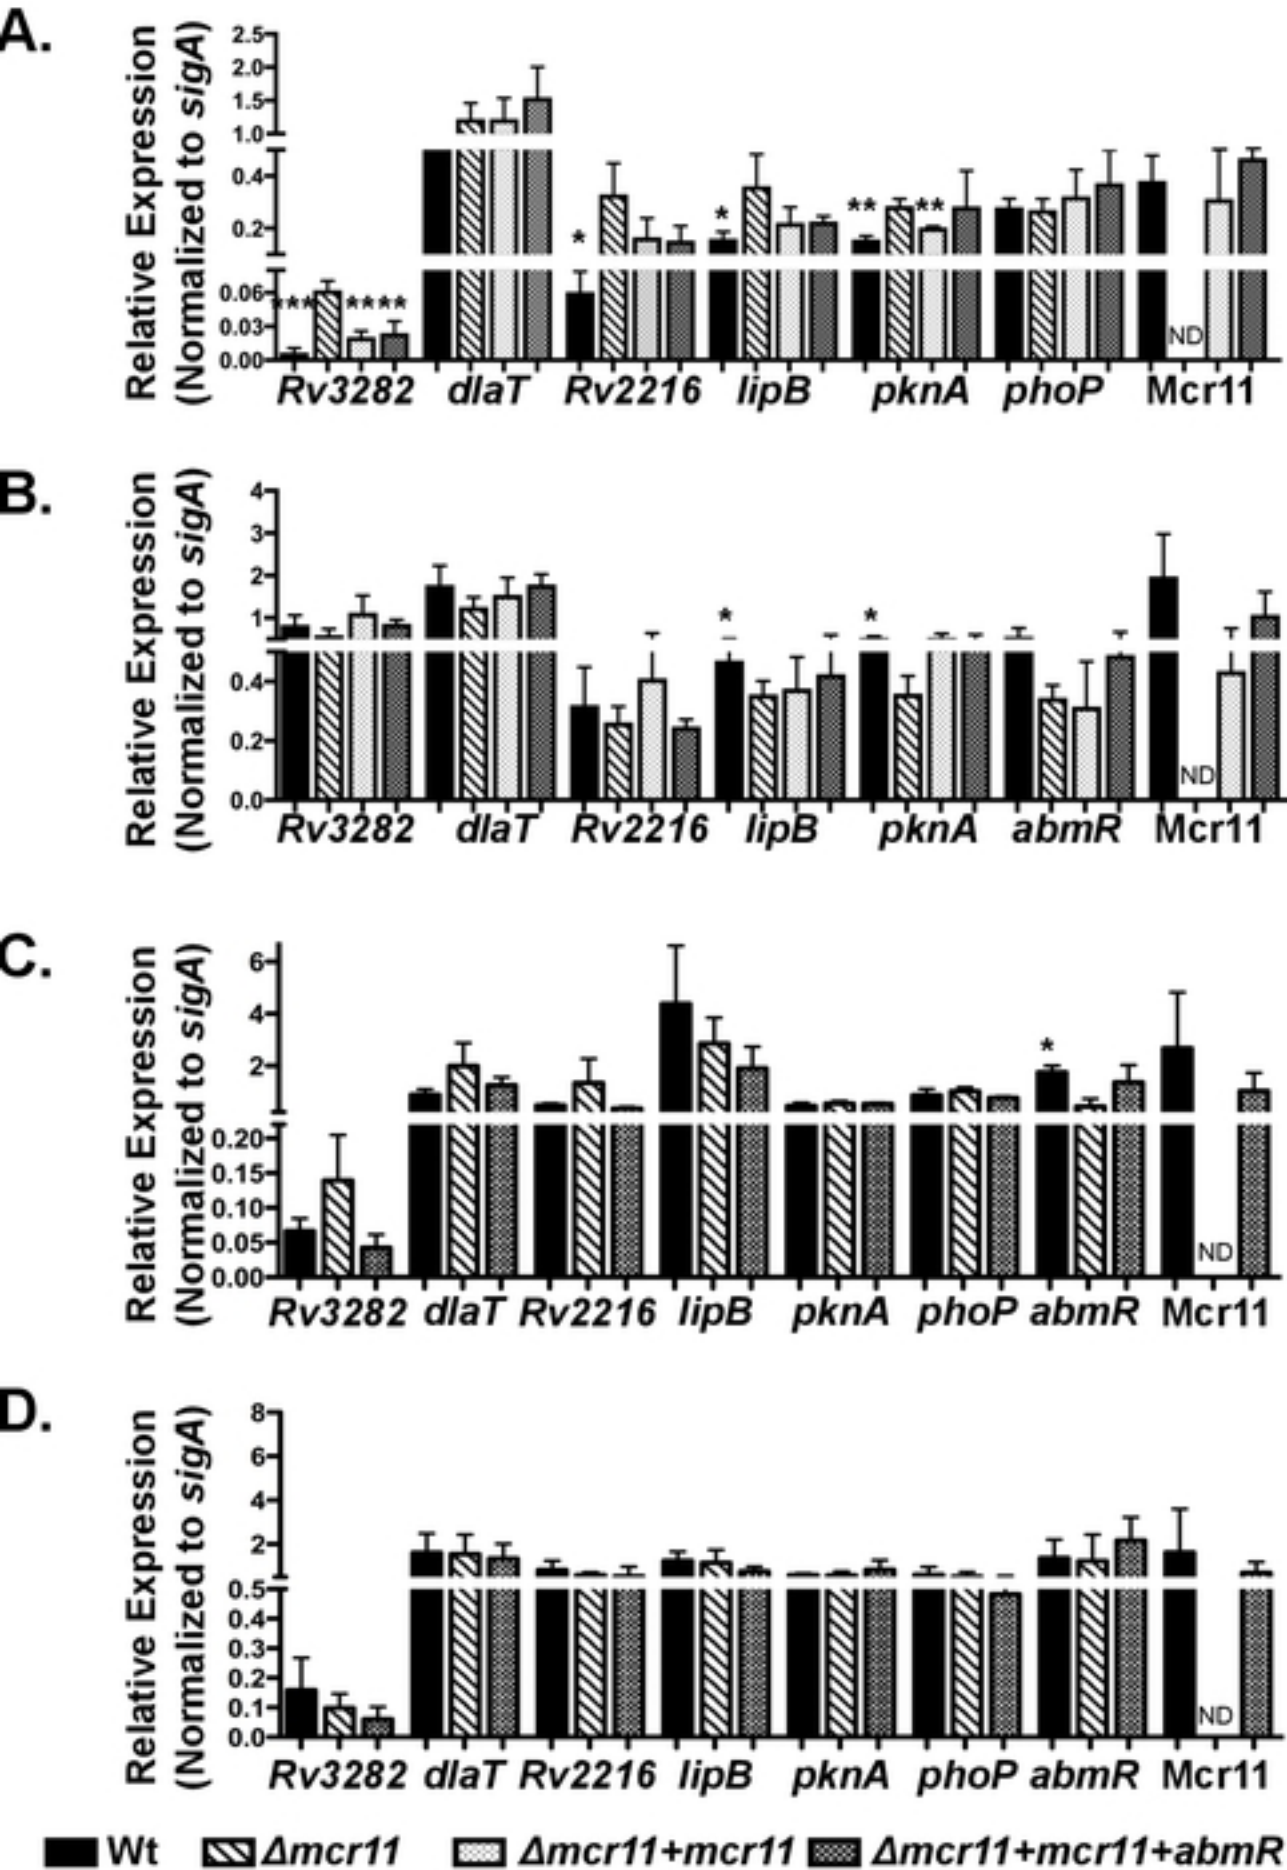 A.
Relative Expression
(Normalized to sigA)
2.5
2.0
1.5
1.0
0.4
0.2
0.06
0.03
0.00
***
**
**
*
*
**
**
ND
Rv3282 dlaT Rv2216 lipB pknA phoP Mcr11
B.
Relative Expression
(Normalized to sigA)
4
3
2
1
0.4
0.2
0.0
*
*
ND
Rv3282 dlaT Rv2216 lipB pknA abmR Mcr11
C.
Relative Expression
(Normalized to sigA)
6
4
2
0.20
0.15
0.10
0.05
0.00
*
ND
Rv3282 dlaT Rv2216 lipB pknA phoP abmR Mcr11
D.
Relative Expression
(Normalized to sigA)
8
6
4
2
0.5
0.4
0.3
0.2
0.1
0.0
ND
Rv3282 dlaT Rv2216 lipB pknA phoP abmR Mcr11
Wt Δmcr11 Δmcr11+mcr11 Δmcr11+mcr11+abmR